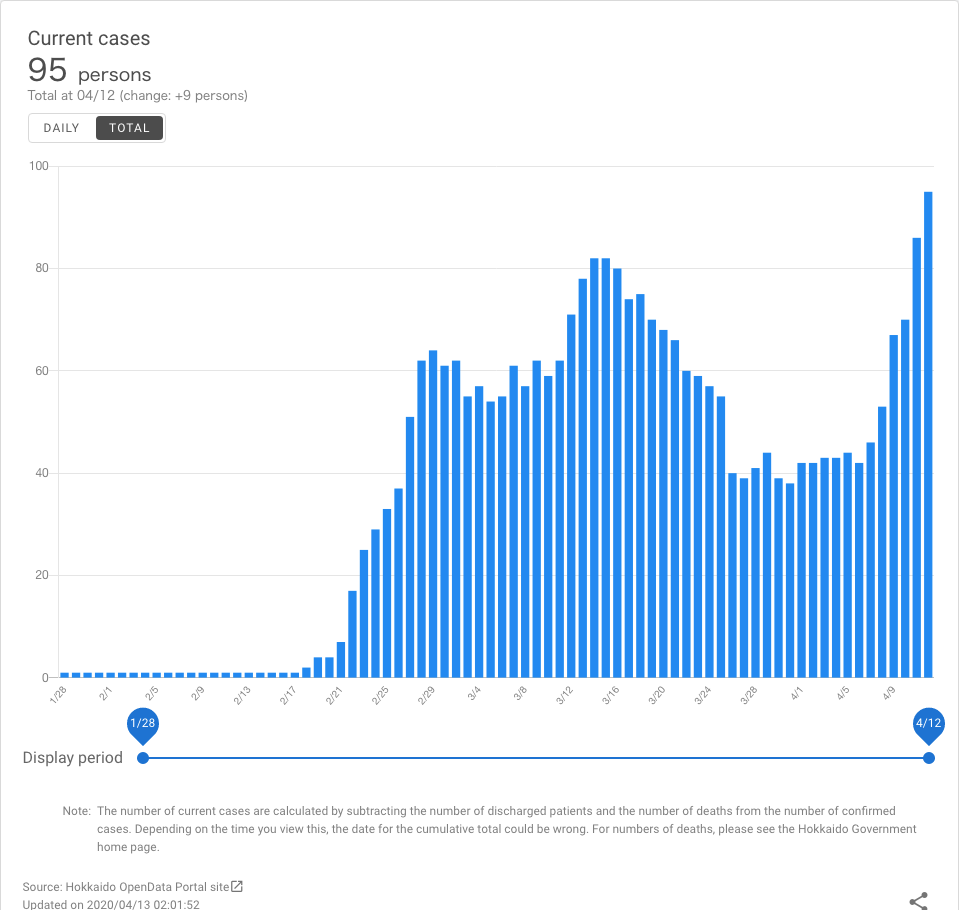 Current cases
95 persons
Total at 04/12 (change: +9 persons)
DAILY TOTAL
100
80
60
40
20
0
1/28 2/1 2/5 2/9 2/13 2/17 2/21 2/25 2/29 3/4 3/8 3/12 3/16 3/20 3/24 3/28 4/1 4/5 4/9
1/28 4/12
Display period
Note: The number of current cases are calculated by subtracting the number of discharged patients and the number of deaths from the number of confirmed
cases. Depending on the time you view this, the date for the cumulative total could be wrong. For numbers of deaths, please see the Hokkaido Government
home page.
Source: Hokkaido OpenData Portal site
Updated on 2020/04/13 02:01:52